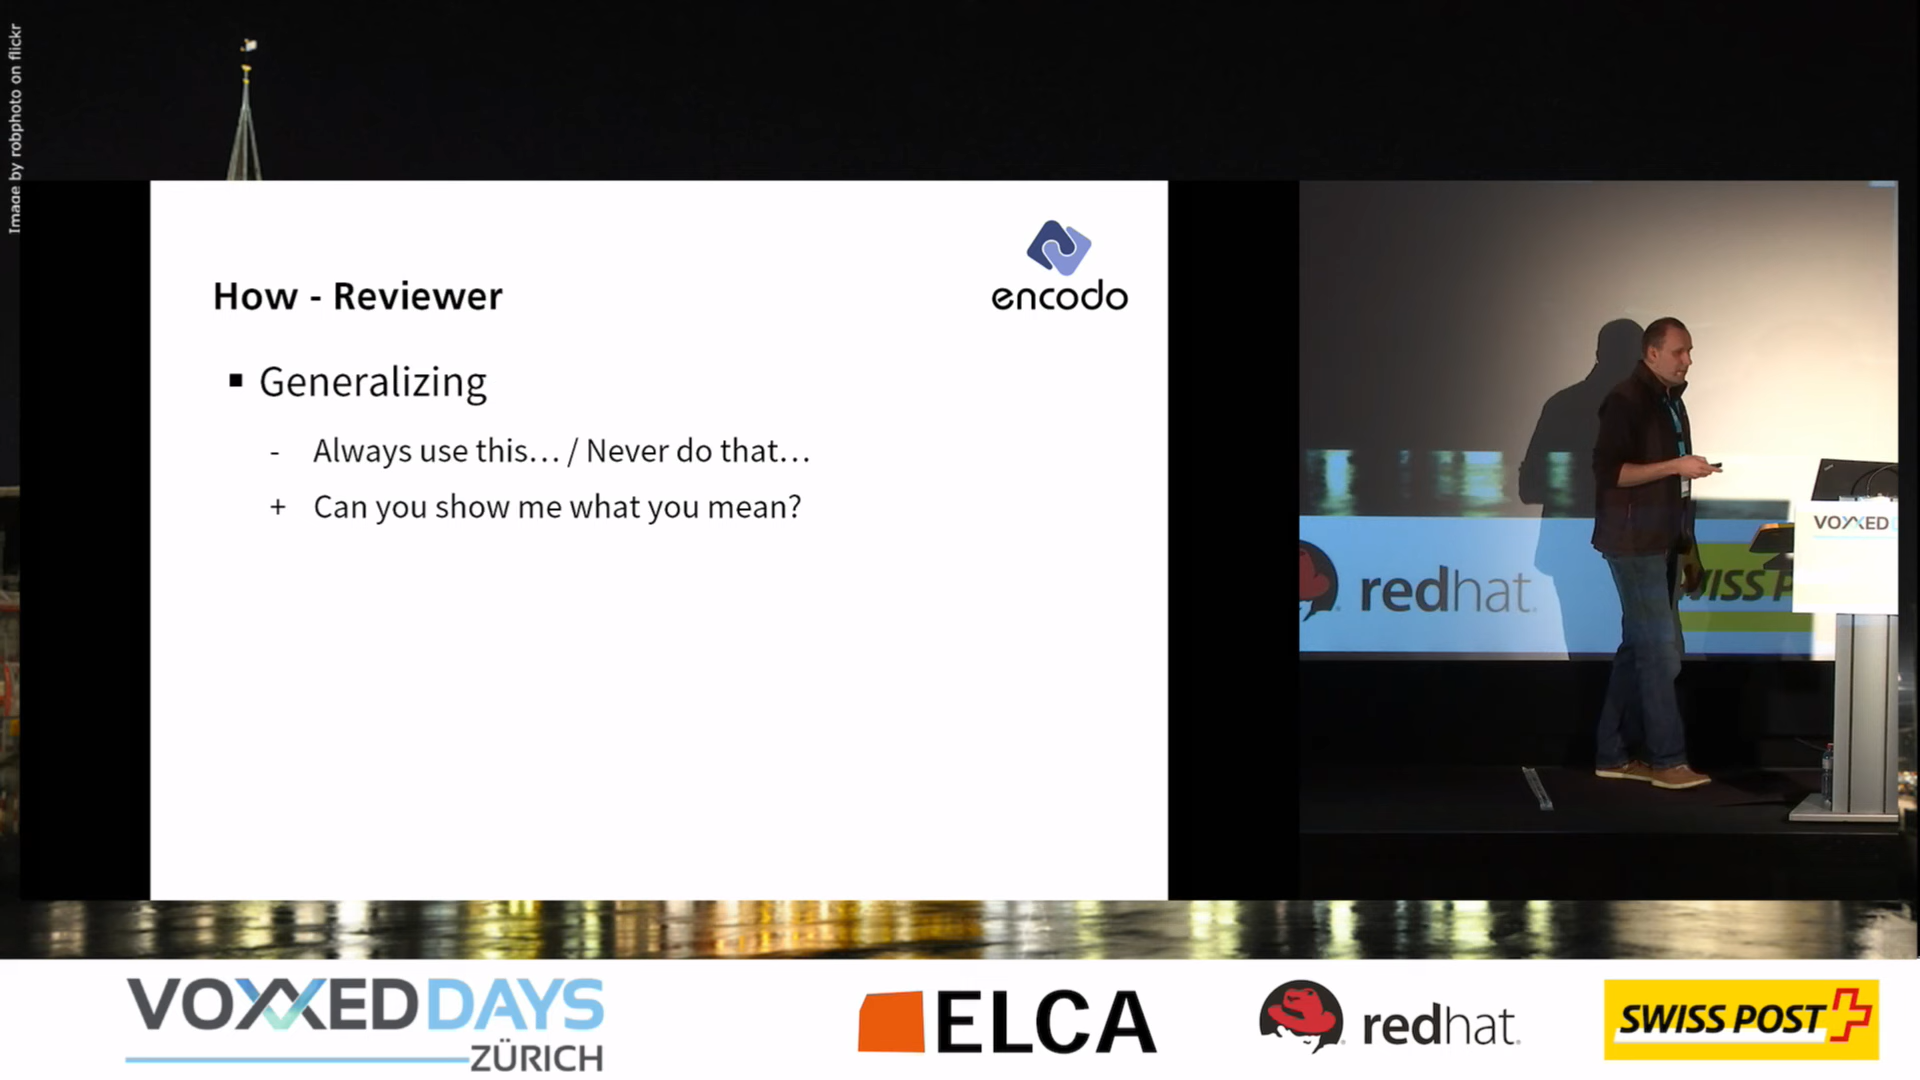 Image by robphoto on flickr
encodo
How - Reviewer
▪ Generalizing
- Always use this… / Never do that…
+ Can you show me what you mean?
VOXXED
redhat.
WISS P
VOXXED DAYS
ZÜRICH
ELCA
redhat.
SWISS POST